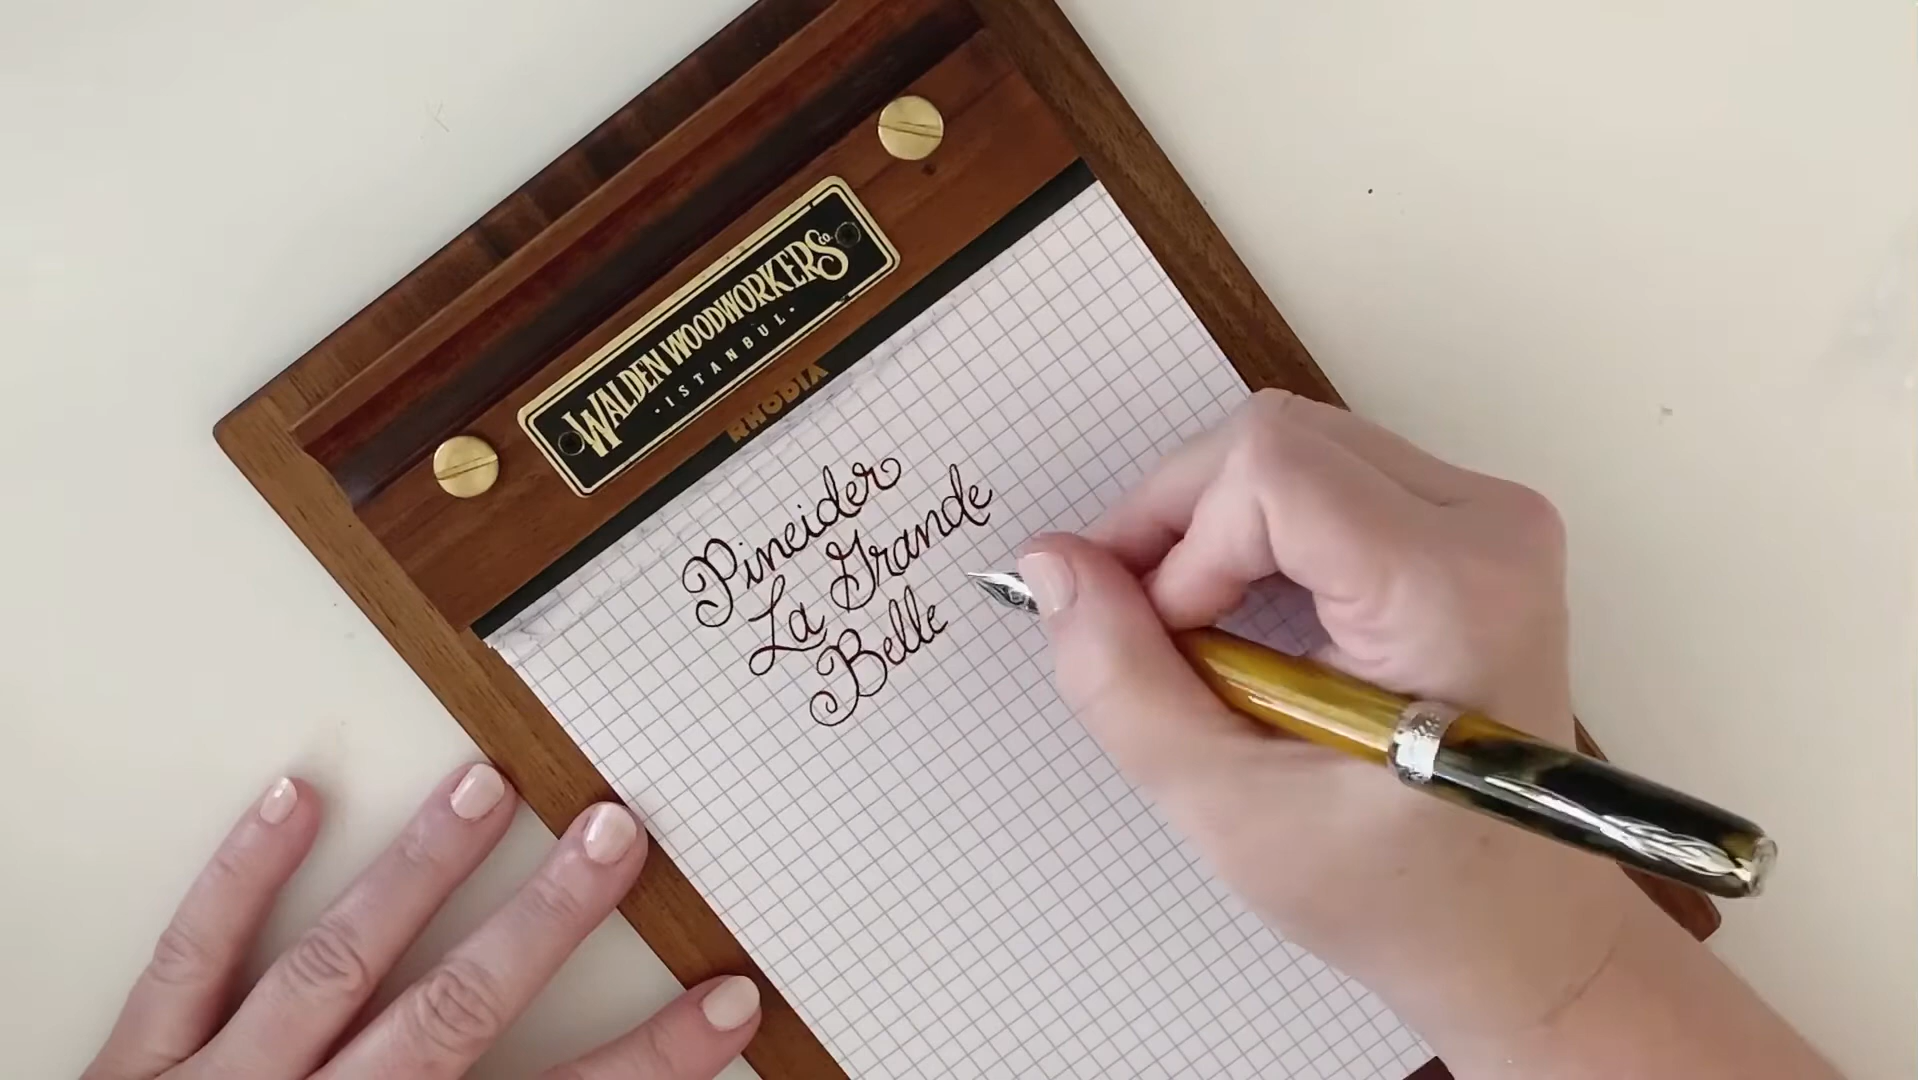 WALDEN WOODWORKERS CO.
·ISTANBUL·
RHODIA
Pineider
La Grande
Belle